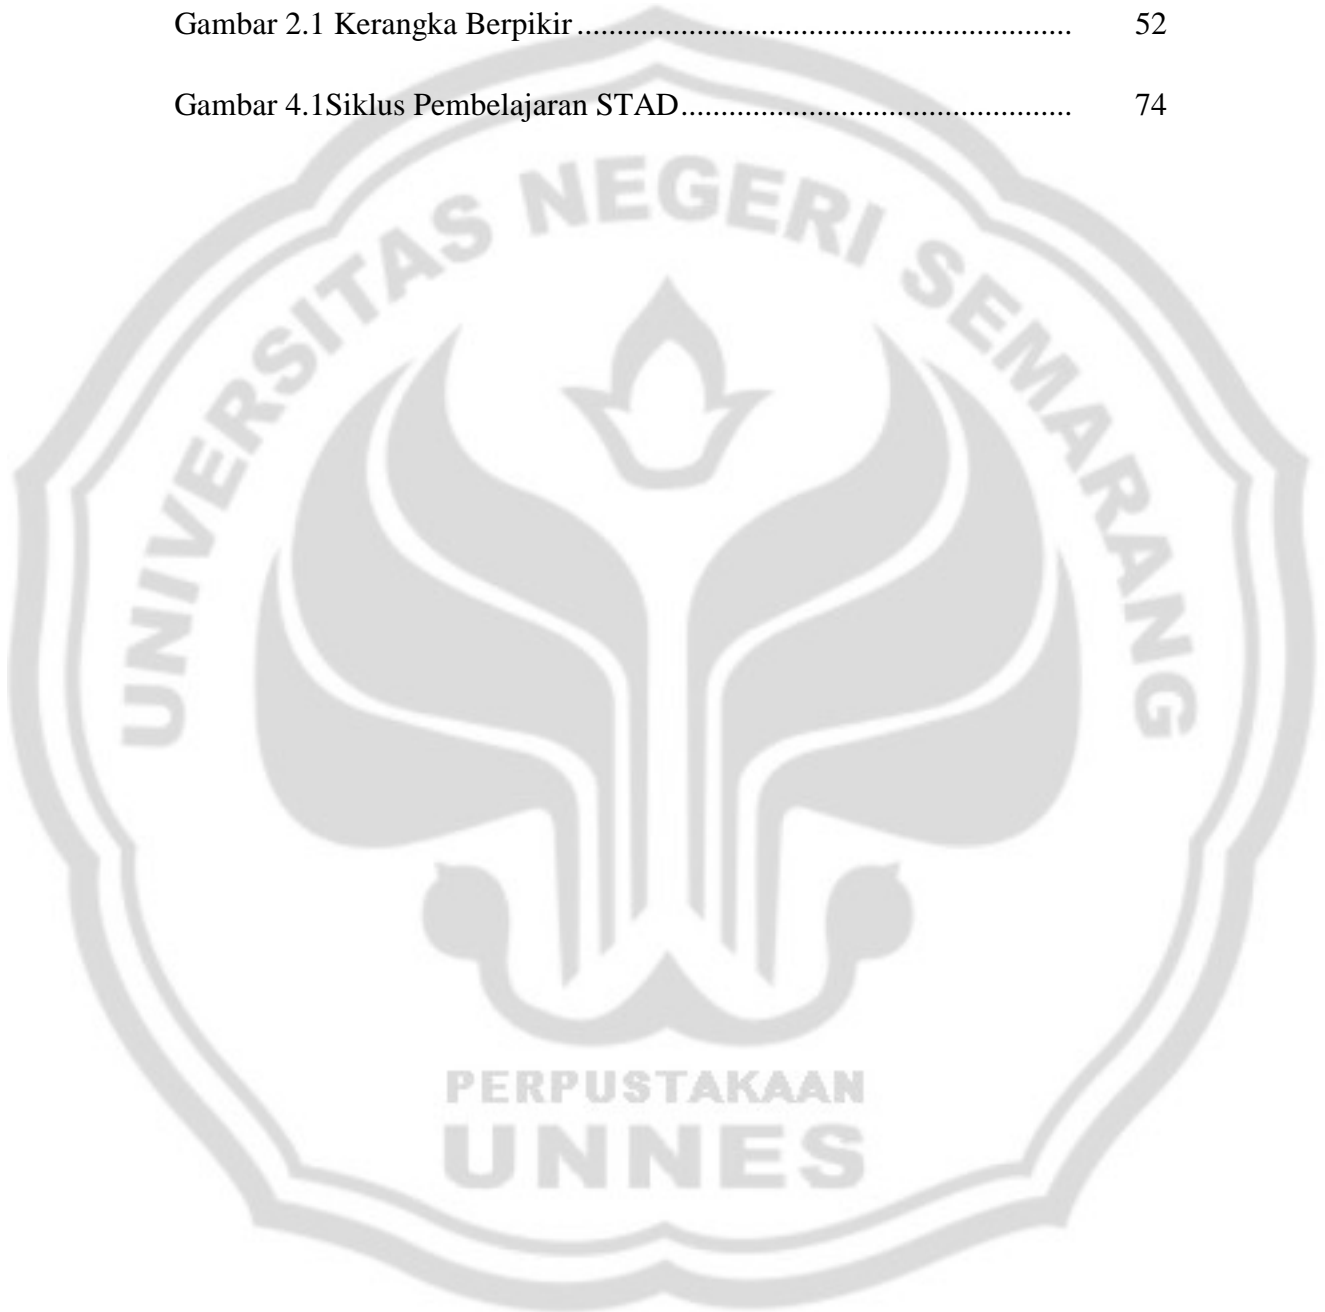 Gambar 2.1 Kerangka Berpikir ............................................................. 52
Gambar 4.1Siklus Pembelajaran STAD ................................................ 74
UNIVERSITAS NEGERI SEMARANG
PERPUSTAKAAN
UNNES